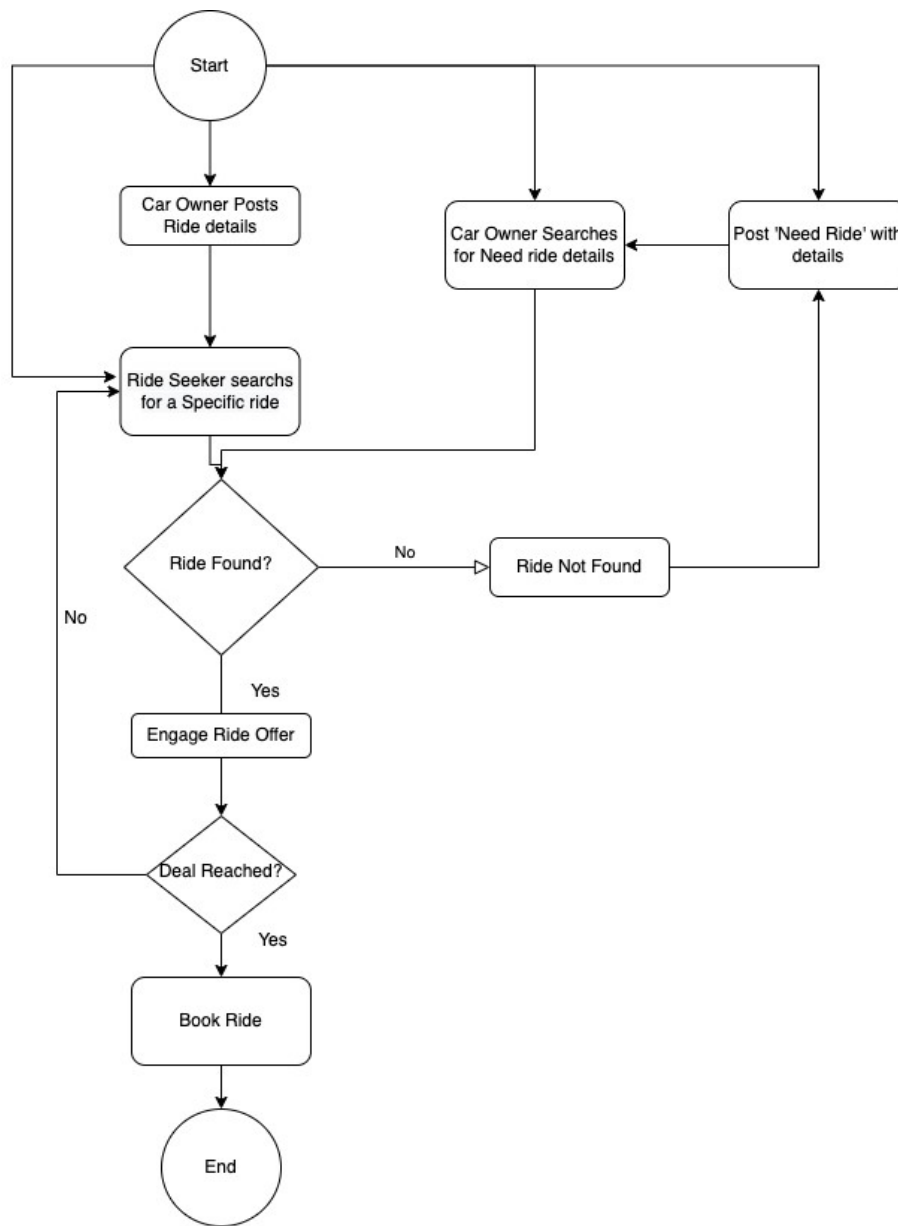 Start
Car Owner Posts
Ride details
Car Owner Searches
for Need ride details
Post 'Need Ride' with
details
Ride Seeker searchs
for a Specific ride
Ride Found?
No
Ride Not Found
No
Yes
Engage Ride Offer
Deal Reached?
Yes
Book Ride
End